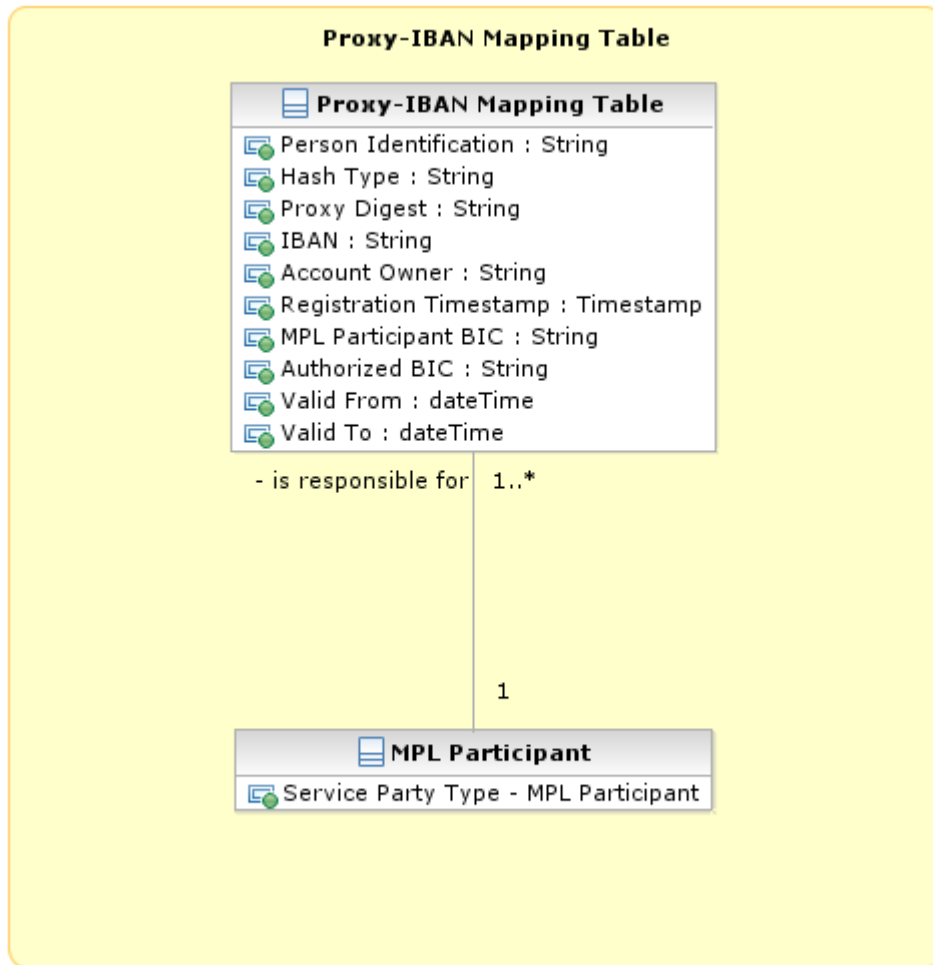 Proxy-IBAN Mapping Table
Proxy-IBAN Mapping Table
Person Identification : String
Hash Type : String
Proxy Digest : String
IBAN : String
Account Owner : String
Registration Timestamp : Timestamp
MPL Participant BIC : String
Authorized BIC : String
Valid From : dateTime
Valid To : dateTime
- is responsible for 1..*
1
MPL Participant
Service Party Type - MPL Participant